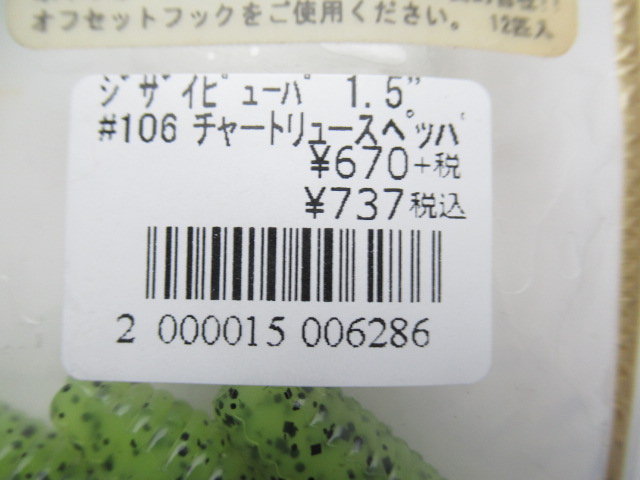 オフセットフックをご使用ください。 12匹入
ジザイピューパ 1.5"
#106 チャートリュースペッパ
¥670+税
¥737税込
2 000015 006286